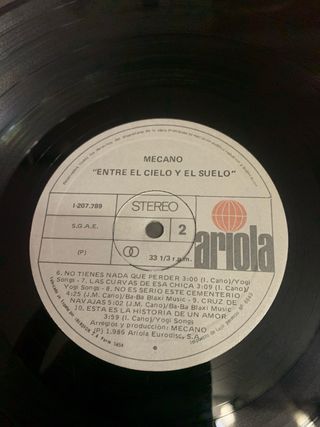 MECANO
"ENTRE EL CIELO Y EL SUELO"
I-207.789
STEREO
S.G.A.E.
2
(P)
33 1/3 r.p.m.
ariola
6. NO TIENES NADA QUE PERDER 3:00 (I. Cano)/Yogi
Songs - 7. LAS CURVAS DE ESA CHICA 3:09 (I. Cano)/
Yogi Songs - 8. NO ES SERIO ESTE CEMENTERIO
4:25 (J.M. Cano)/Ba-Ba Blaxi Music - 9. CRUZ DE
NAVAJAS 5:02 (J.M. Cano)/Ba-Ba Blaxi Music -
10. ESTA ES LA HISTORIA DE UN AMOR
3:59 (I. Cano)/Yogi Songs
Arreglos y producción: MECANO
(P) 1986 Ariola Eurodisc, S.A.